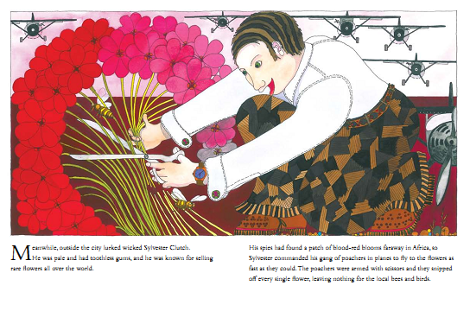 Meanwhile, outside the city lurked wicked Sylvester Clutch.
He was pale and had toothless gums, and he was known for selling
rare flowers all over the world.
His spies had found a patch of blood-red blooms faraway in Africa, so
Sylvester commanded his gang of poachers in planes to fly to the flowers as
fast as they could. The poachers were armed with scissors and they snipped
off every single flower, leaving nothing for the local bees and birds.